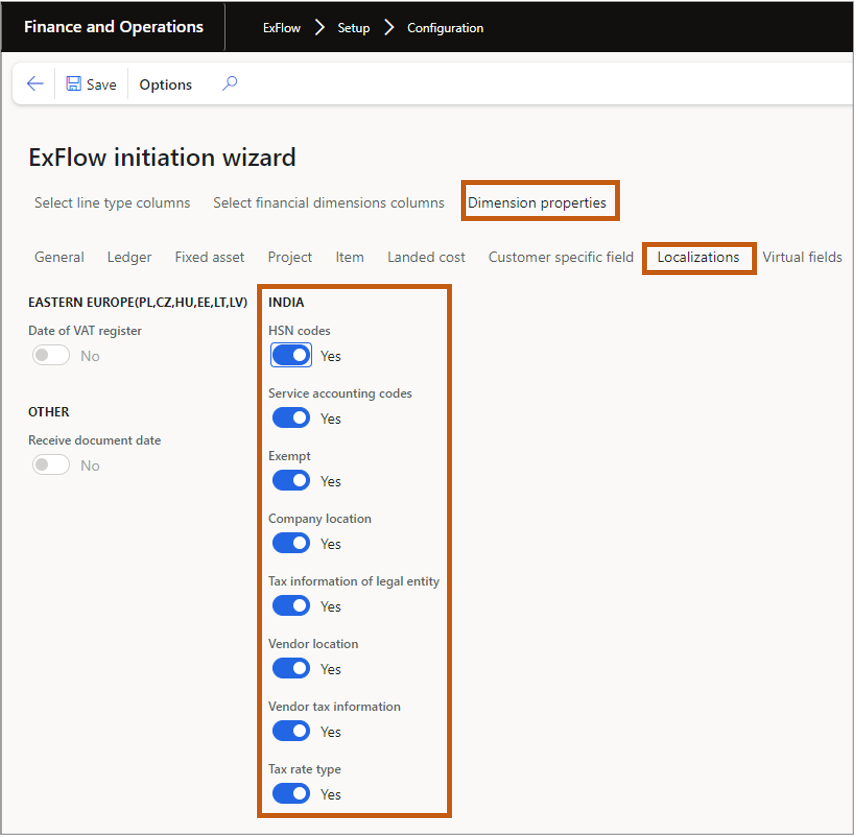 Finance and Operations ExFlow Setup Configuration
Save Options
ExFlow initiation wizard
Select line type columns Select financial dimensions columns Dimension properties
General Ledger Fixed asset Project Item Landed cost Customer specific field Localizations Virtual fields
EASTERN EUROPE(PL,CZ,HU,EE,LT,LV)
Date of VAT register
No
OTHER
Receive document date
No
INDIA
HSN codes
Yes
Service accounting codes
Yes
Exempt
Yes
Company location
Yes
Tax information of legal entity
Yes
Vendor location
Yes
Vendor tax information
Yes
Tax rate type
Yes